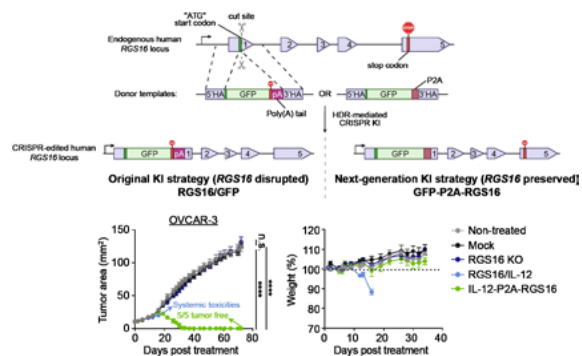 "ATG"
start codon
cut site
STOP
Endogenous human
RGS16 locus
1
2
3
4
5
stop codon
P2A
Donor templates:
5'HA
GFP
pA
3'HA
OR
5'HA
GFP
3'HA
Poly(A) tail
HDR-mediated
CRISPR KI
CRISPR-edited human
RGS16 locus
GFP
pA
1
2
3
4
5
GFP
1
2
3
4
5
Original KI strategy (RGS16 disrupted)
RGS16/GFP
Next-generation KI strategy (RGS16 preserved)
GFP-P2A-RGS16
OVCAR-3
Tumor area (mm²)
150
100
50
0
0
20
40
60
80
Days post treatment
Systemic toxicities
5/5 tumor free
n.s
****
****
Weight (%)
120
110
100
90
80
0
10
20
30
40
Days post treatment
Non-treated
Mock
RGS16 KO
RGS16/IL-12
IL-12-P2A-RGS16